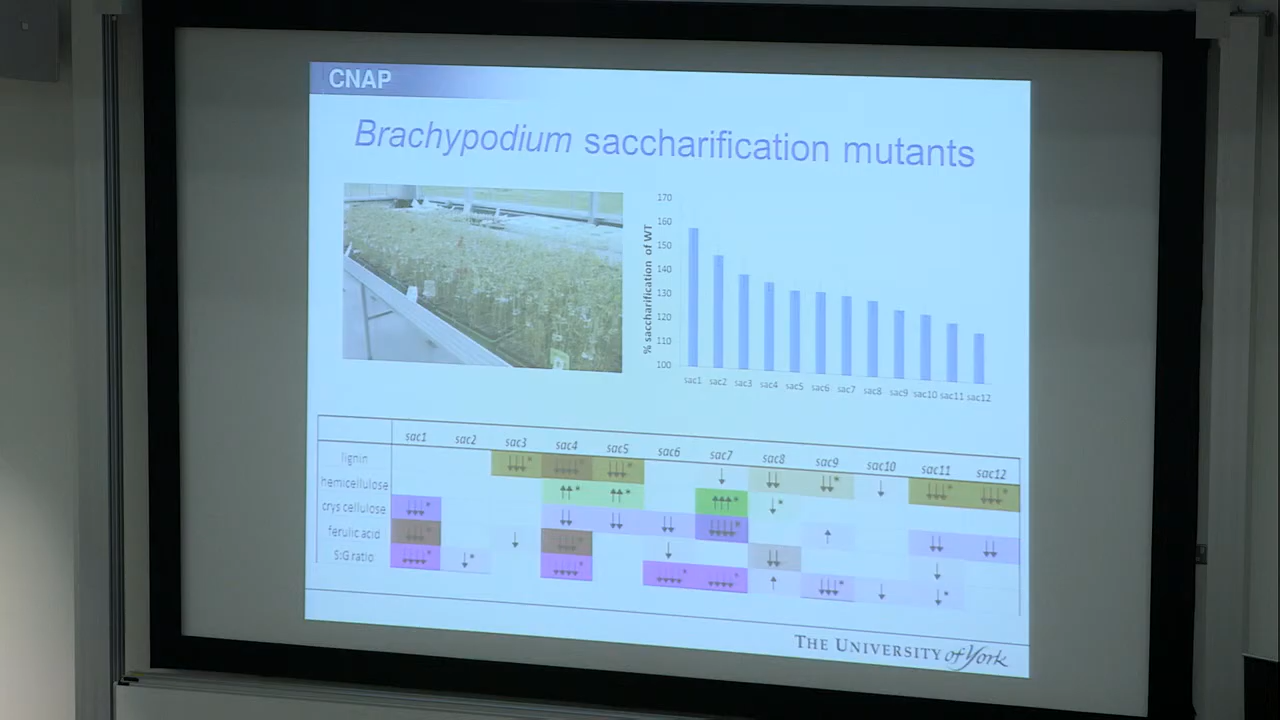 CNAP
Brachypodium saccharification mutants
% saccharification of WT
170
160
150
140
130
120
110
100
sac1 sac2 sac3 sac4 sac5 sac6 sac7 sac8 sac9 sac10 sac11 sac12
sac1 sac2 sac3 sac4 sac5 sac6 sac7 sac8 sac9 sac10 sac11 sac12
lignin ↓↓↓* ↓↓↓↓* ↓↓↓* ↓ ↓↓ ↓↓* ↓ ↓↓↓* ↓↓↓*
hemicellulose ↑↑* ↑↑* ↑↑↑* ↓*
crys cellulose ↓↓↓* ↓↓ ↓↓ ↓↓ ↓↓↓↓* ↑ ↓↓ ↓↓
ferulic acid ↓↓↓* ↓ ↓↓↓↓* ↓ ↓↓ ↓
S:G ratio ↓↓↓↓* ↓* ↓↓↓↓* ↓↓↓↓* ↓↓↓↓* ↑ ↓↓↓* ↓ ↓*
THE UNIVERSITY of York